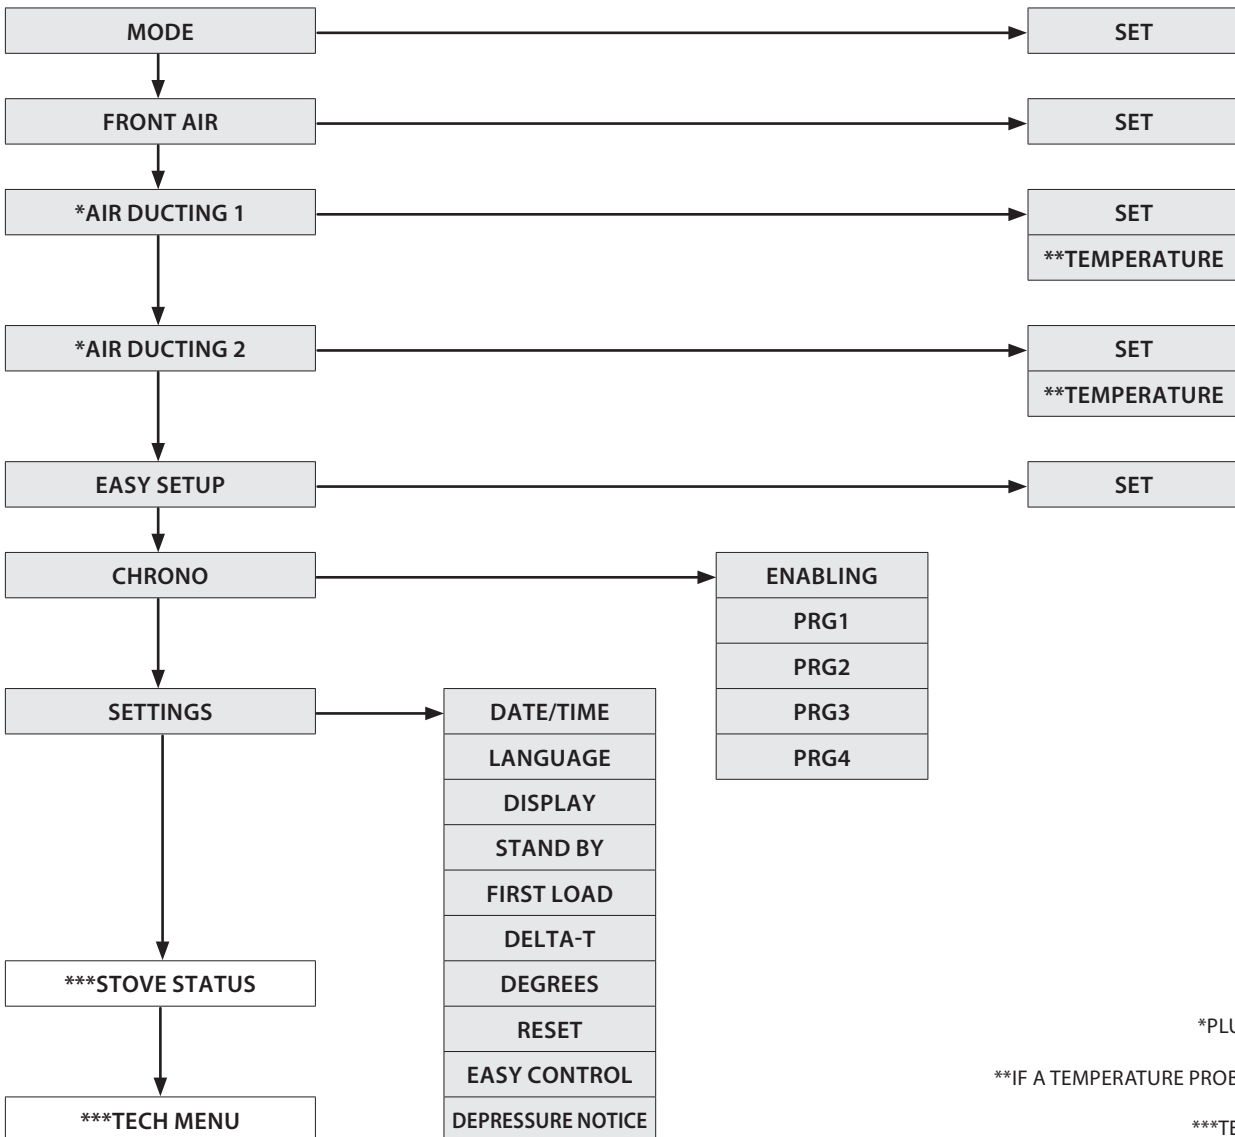 MODE
SET
FRONT AIR
SET
*AIR DUCTING 1
SET
**TEMPERATURE
*AIR DUCTING 2
SET
**TEMPERATURE
EASY SETUP
SET
CHRONO
ENABLING
PRG1
PRG2
PRG3
PRG4
SETTINGS
DATE/TIME
LANGUAGE
DISPLAY
STAND BY
FIRST LOAD
DELTA-T
DEGREES
RESET
EASY CONTROL
DEPRESSURE NOTICE
***STOVE STATUS
***TECH MENU
**IF A TEMPERATURE